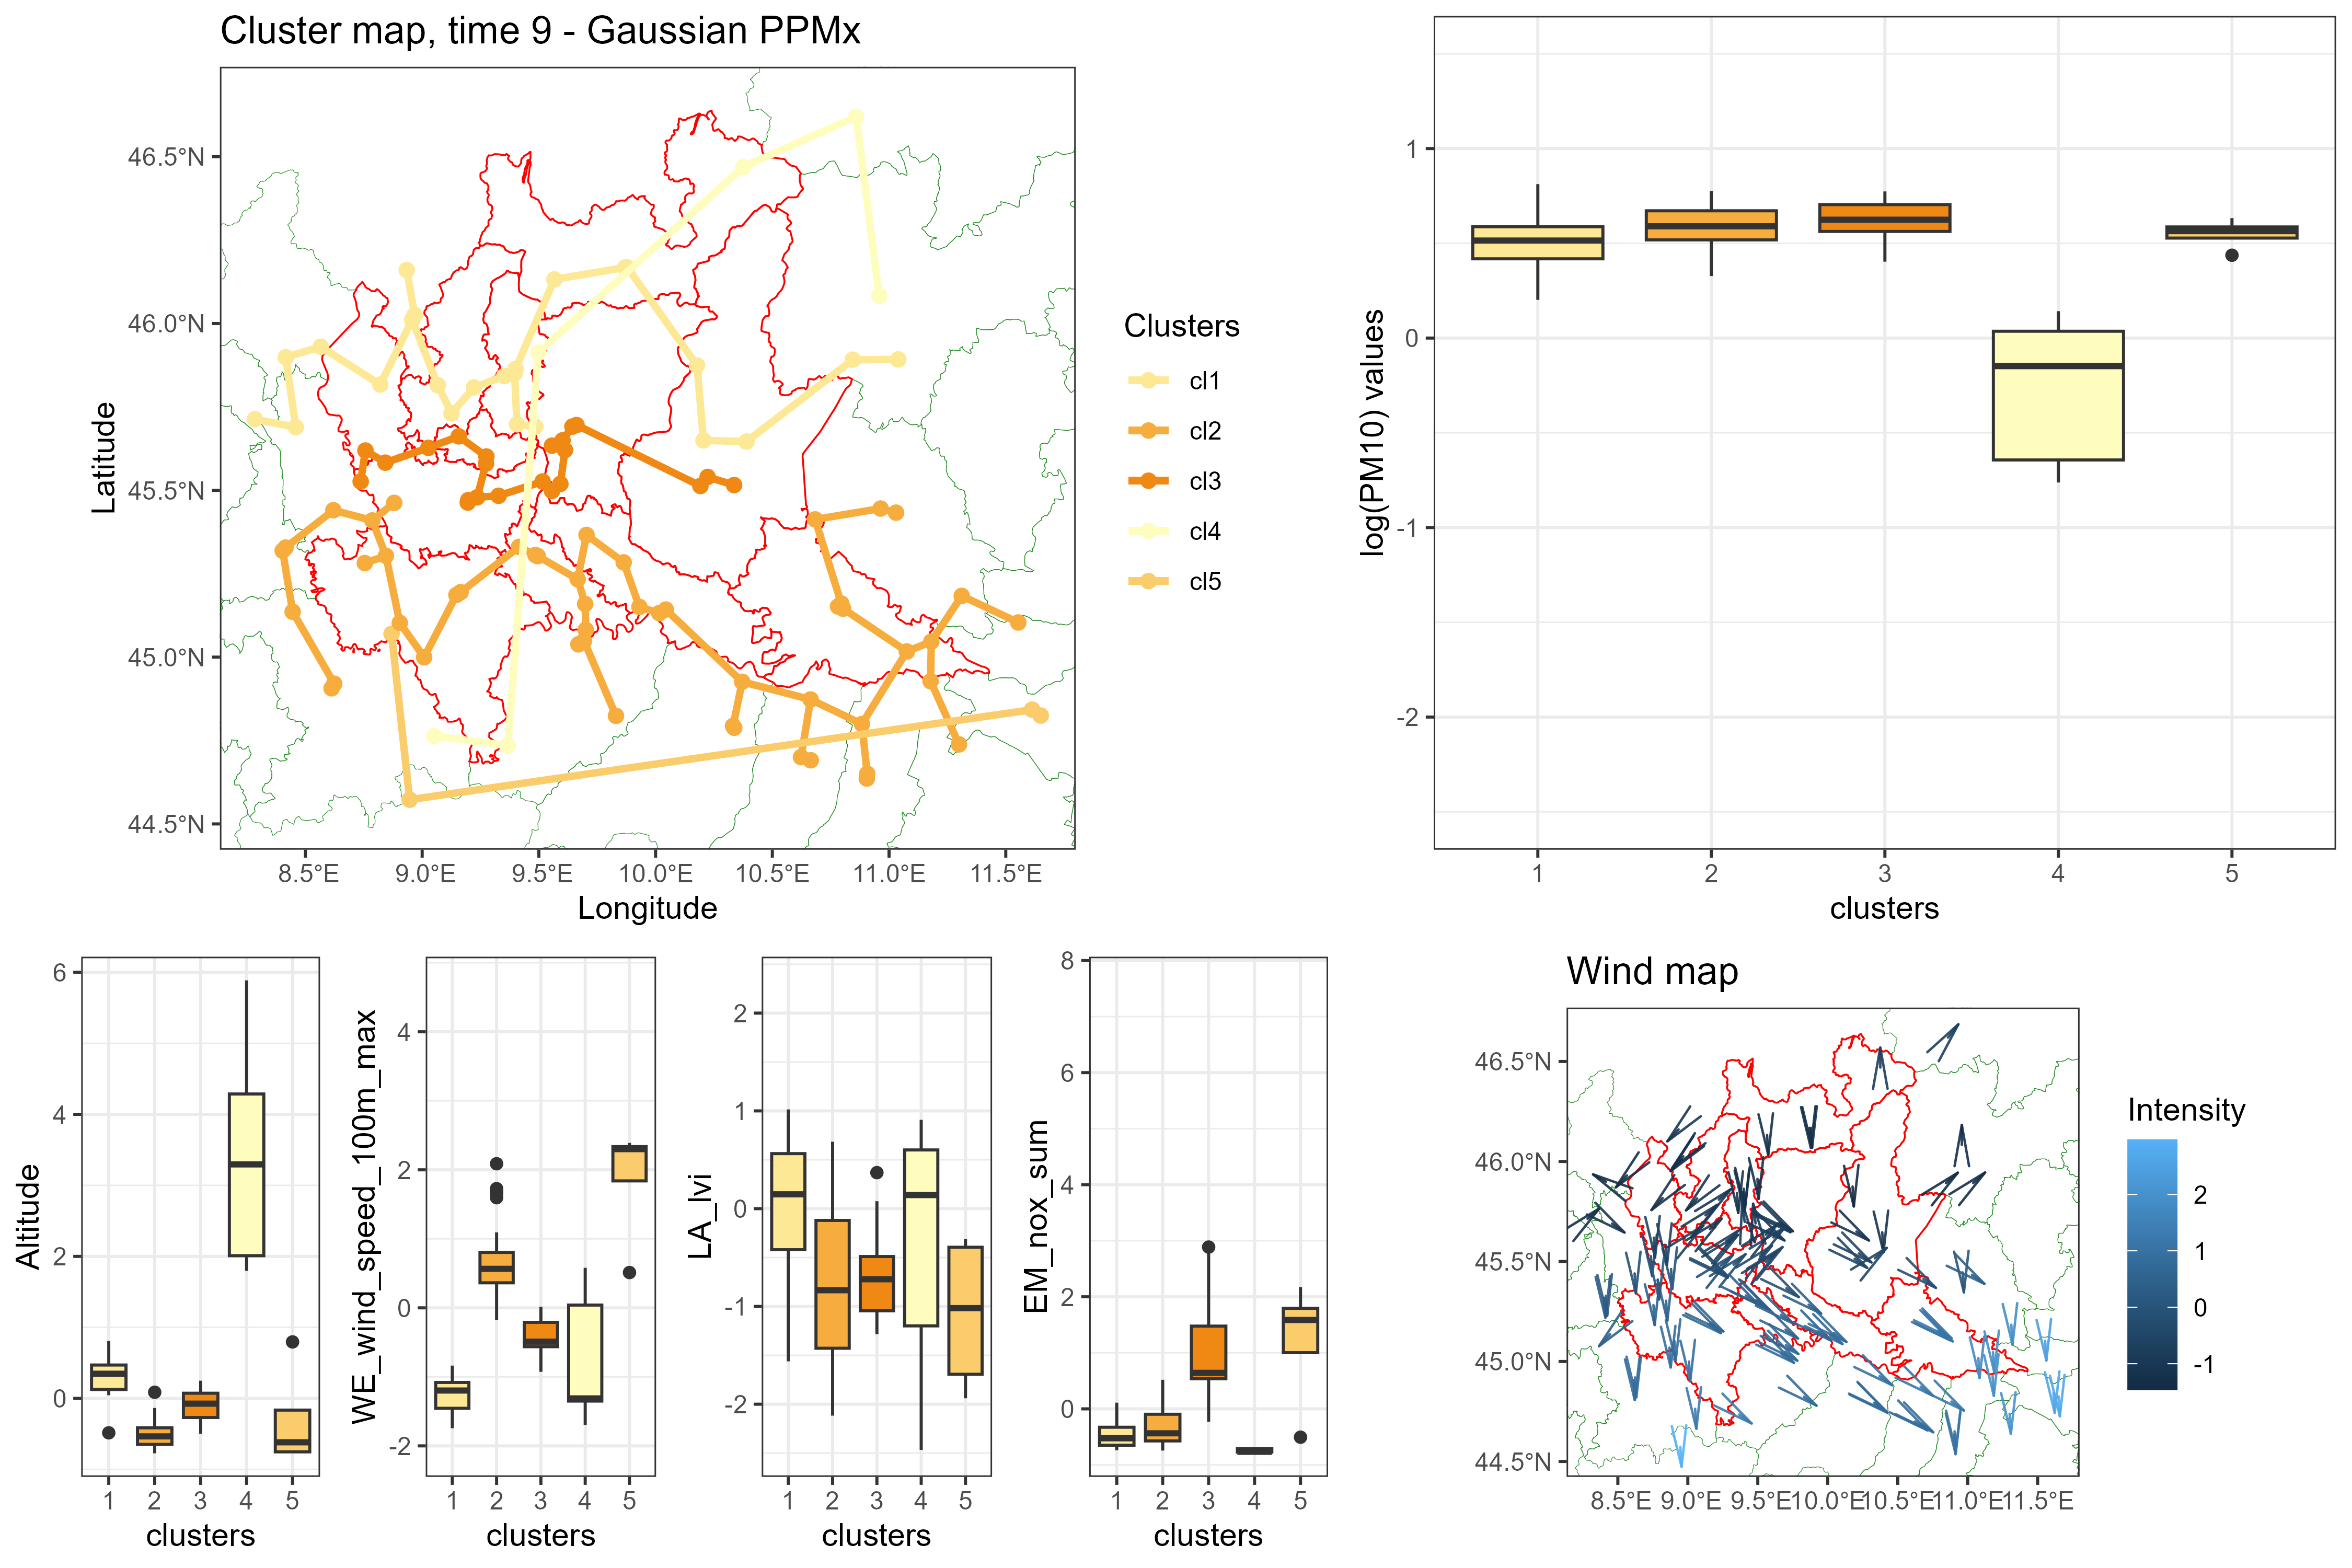 Cluster map, time 9 - Gaussian PPMx
46.5°N
46.0°N
45.5°N
45.0°N
44.5°N
Latitude
8.5°E 9.0°E 9.5°E 10.0°E 10.5°E 11.0°E 11.5°E
Longitude
Clusters
cl1
cl2
cl3
cl4
cl5
log(PM10) values
1
0
-1
-2
1 2 3 4 5
clusters
Altitude
6
4
2
0
1 2 3 4 5
clusters
WE_wind_speed_100m_max
4
2
0
-2
1 2 3 4 5
clusters
LA_lvi
2
1
0
-1
-2
1 2 3 4 5
clusters
EM_nox_sum
8
6
4
2
0
1 2 3 4 5
clusters
Wind map
46.5°N
46.0°N
45.5°N
45.0°N
44.5°N
8.5°E 9.0°E 9.5°E 10.0°E 10.5°E 11.0°E 11.5°E
Intensity
2
1
0
-1